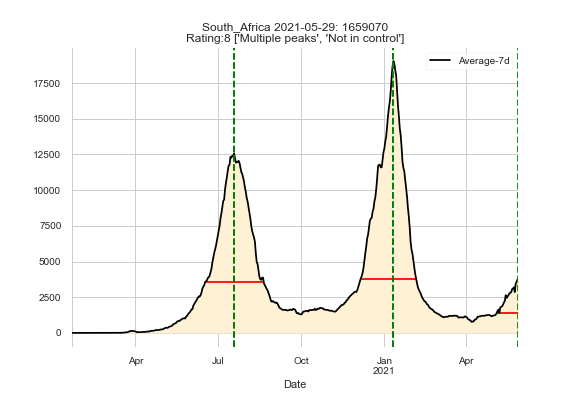 South_Africa 2021-05-29: 1659070
Rating:8 ['Multiple peaks', 'Not in control']
Average-7d
17500
15000
12500
10000
7500
5000
2500
0
Apr
Jul
Oct
Jan
2021
Apr
Date